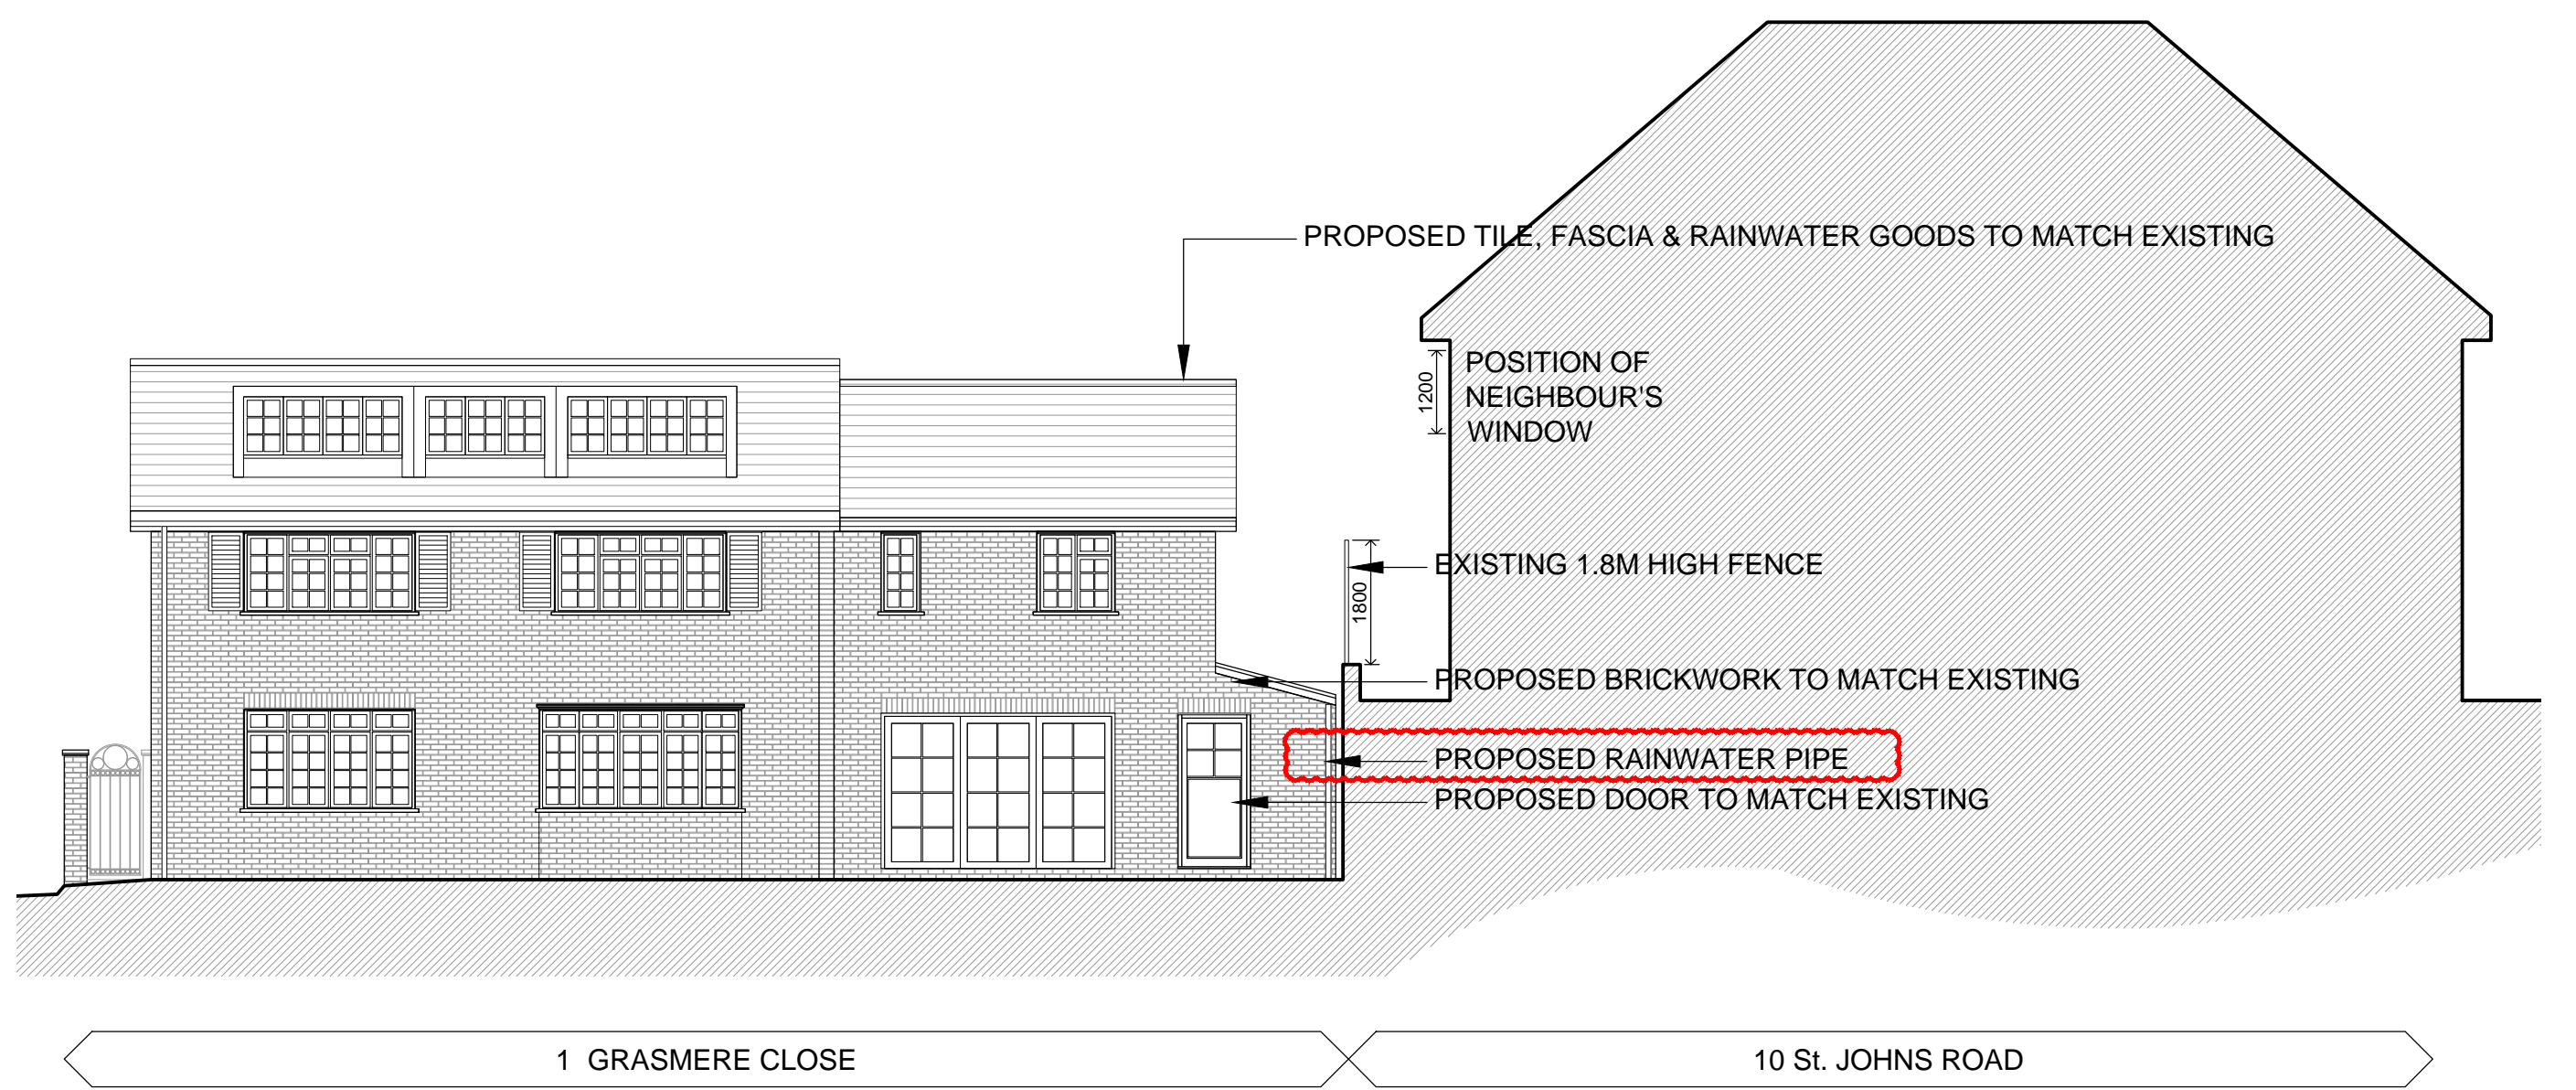 PROPOSED TILE, FASCIA & RAINWATER GOODS TO MATCH EXISTING
1200
POSITION OF
NEIGHBOUR'S
WINDOW
EXISTING 1.8M HIGH FENCE
1800
PROPOSED BRICKWORK TO MATCH EXISTING
PROPOSED RAINWATER PIPE
PROPOSED DOOR TO MATCH EXISTING
1 GRASMERE CLOSE
10 St. JOHNS ROAD